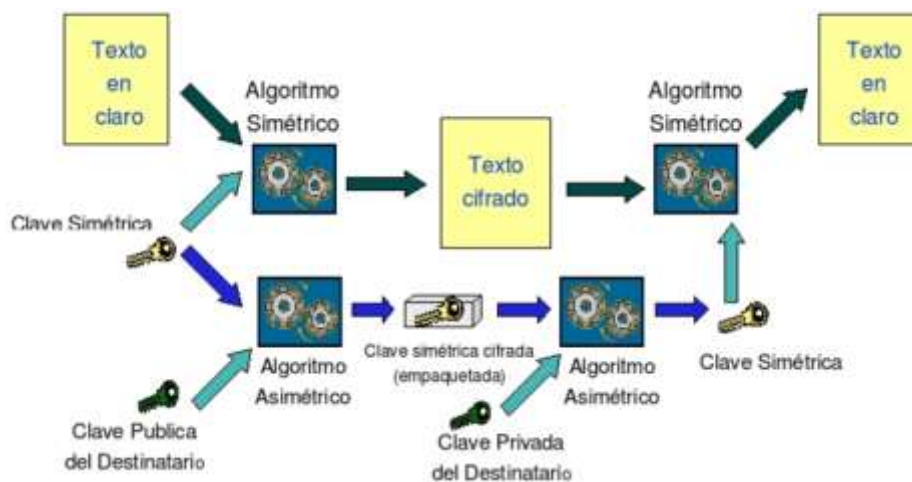 Texto
en
claro
Algoritmo
Simétrico
Texto
cifrado
Algoritmo
Simétrico
Texto
en
claro
Clave Simétrica
Algoritmo
Asimétrico
Clave simétrica cifrada
(empaquetada)
Algoritmo
Asimétrico
Clave Simétrica
Clave Publica
del Destinatario
Clave Privada
del Destinatario